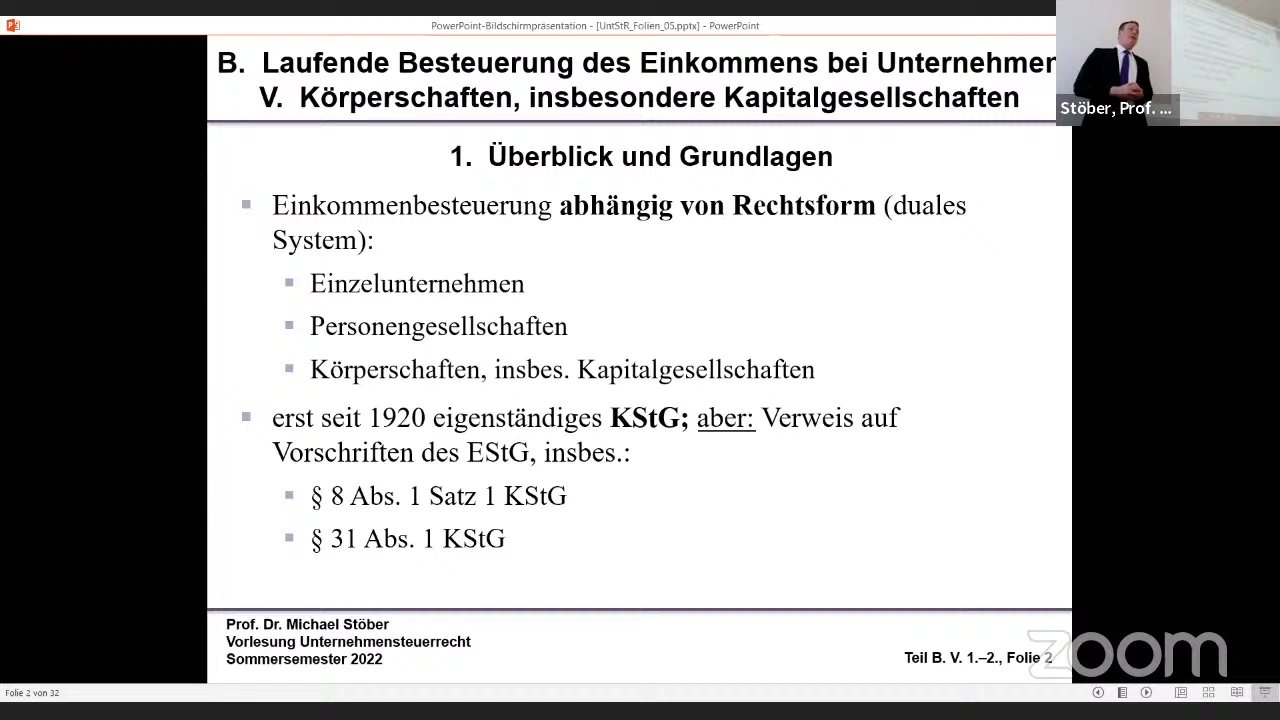 PowerPoint-Bildschirmpräsentation - [UntStR_Folien_05.pptx] - PowerPoint
B. Laufende Besteuerung des Einkommens bei Unternehmen
V. Körperschaften, insbesondere Kapitalgesellschaften
Stöber, Prof. ...
1. Überblick und Grundlagen
Einkommenbesteuerung abhängig von Rechtsform (duales
System):
Einzelunternehmen
Personengesellschaften
Körperschaften, insbes. Kapitalgesellschaften
erst seit 1920 eigenständiges KStG; aber: Verweis auf
Vorschriften des EStG, insbes.:
§ 8 Abs. 1 Satz 1 KStG
§ 31 Abs. 1 KStG
Prof. Dr. Michael Stöber
Vorlesung Unternehmensteuerrecht
Sommersemester 2022
Teil B. V. 1.–2., Folie 2
zoom
Folie 2 von 32